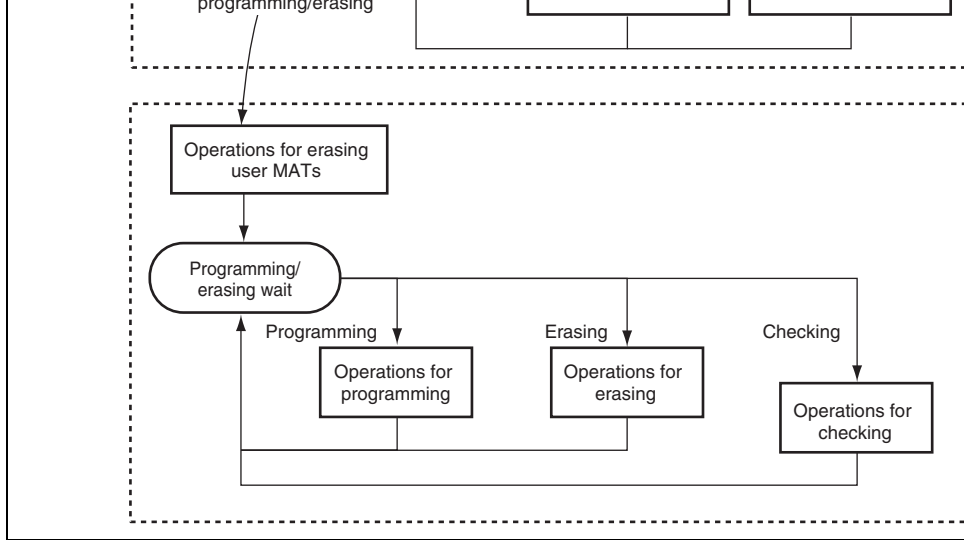 programming/erasing
Operations for erasing
user MATs
Programming/
erasing wait
Programming
Erasing
Checking
Operations for
programming
Operations for
erasing
Operations for
checking